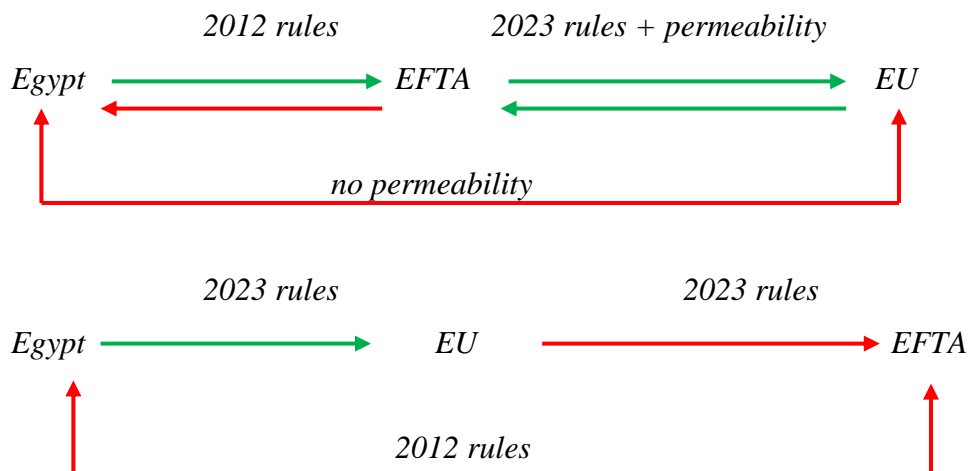 2012 rules 2023 rules + permeability
Egypt EFTA EU
no permeability
2023 rules 2023 rules
Egypt EU EFTA
2012 rules